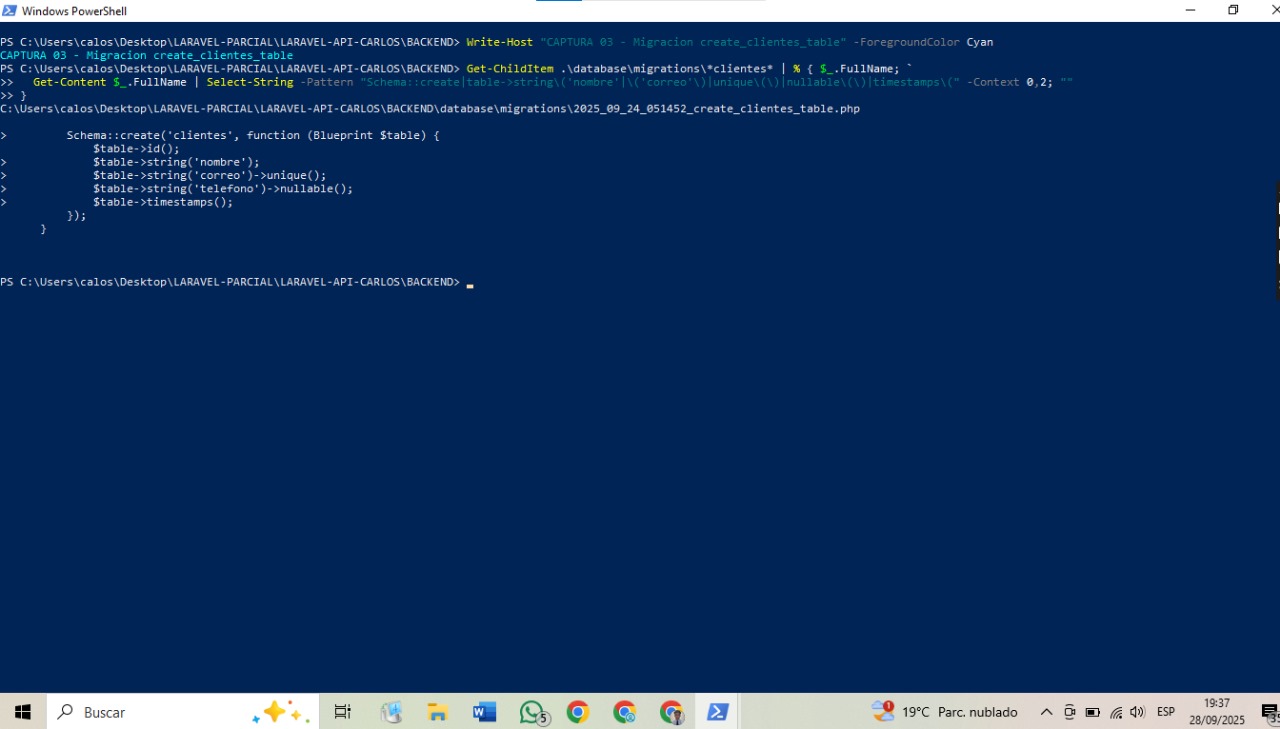 Windows PowerShell
PS C:\Users\calos\Desktop\LARAVEL-PARCIAL\LARAVEL-API-CARLOS\BACKEND> Write-Host "CAPTURA 03 - Migracion create_clientes_table" -ForegroundColor Cyan
CAPTURA 03 - Migracion create_clientes_table
PS C:\Users\calos\Desktop\LARAVEL-PARCIAL\LARAVEL-API-CARLOS\BACKEND> Get-ChildItem .\database\migrations\*clientes* | % { $_.FullName; `
>>   Get-Content $_.FullName | Select-String -Pattern "Schema::create|table->string\('nombre'|\('correo'\)|unique\(\)|nullable\(\)|timestamps\(" -Context 0,2; ""
>> }
C:\Users\calos\Desktop\LARAVEL-PARCIAL\LARAVEL-API-CARLOS\BACKEND\database\migrations\2025_09_24_051452_create_clientes_table.php
>         Schema::create('clientes', function (Blueprint $table) {
              $table->id();
>             $table->string('nombre');
>             $table->string('correo')->unique();
>             $table->string('telefono')->nullable();
>             $table->timestamps();
          });
      }
PS C:\Users\calos\Desktop\LARAVEL-PARCIAL\LARAVEL-API-CARLOS\BACKEND>
Buscar
5
1
19°C Parc. nublado
ESP
19:37
28/09/2025